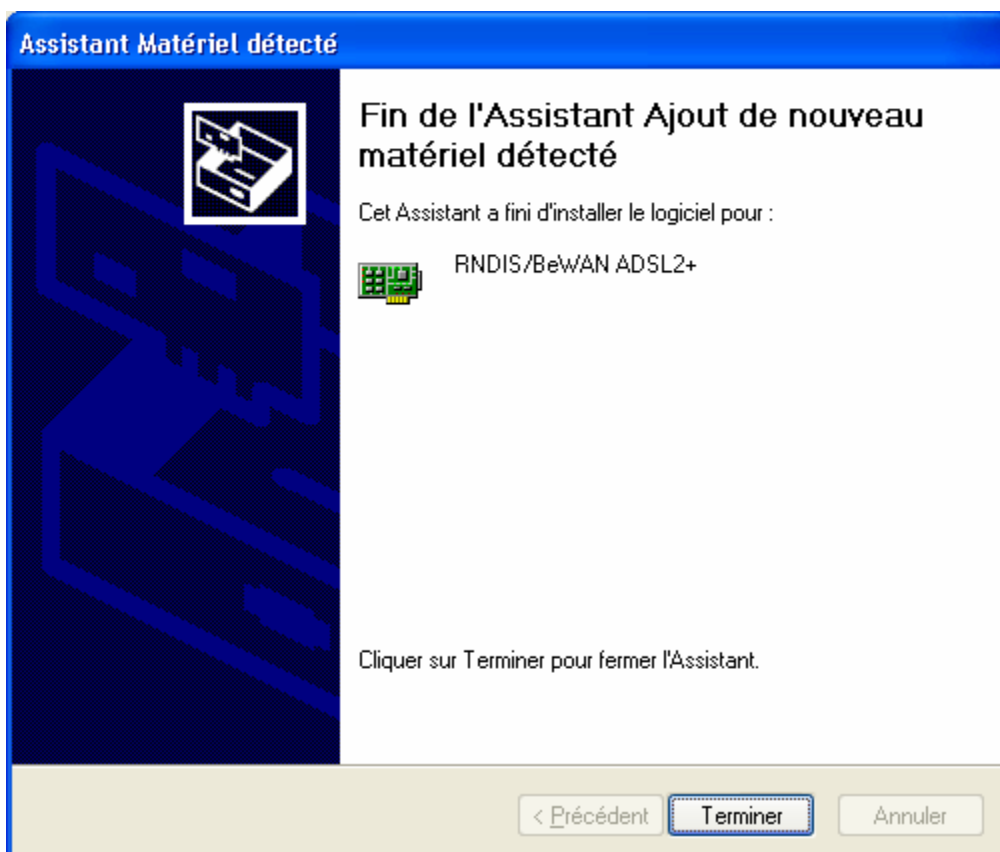 Assistant Matériel détecté
Fin de l'Assistant Ajout de nouveau
matériel détecté
Cet Assistant a fini d'installer le logiciel pour :
RNDIS/BeWAN ADSL2+
Cliquer sur Terminer pour fermer l'Assistant.
< Précédent Terminer Annuler